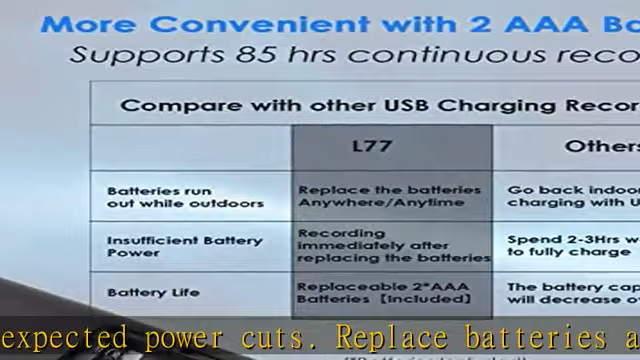 More Convenient with 2 AAA
Supports 85 hrs continuous
Compare with other USB Charging
L77
Batteries run
out while outdoors
Replace the batteries
Anywhere/Anytime
Go back
charging with
Insufficient Battery
Power
Recording
immediately after
replacing the batteries
Spend 2-3Hrs
to fully charge
Battery Life
Replaceable 2*AAA
Batteries【Included】
The battery
will decrease
expected power cuts. Replace batteries